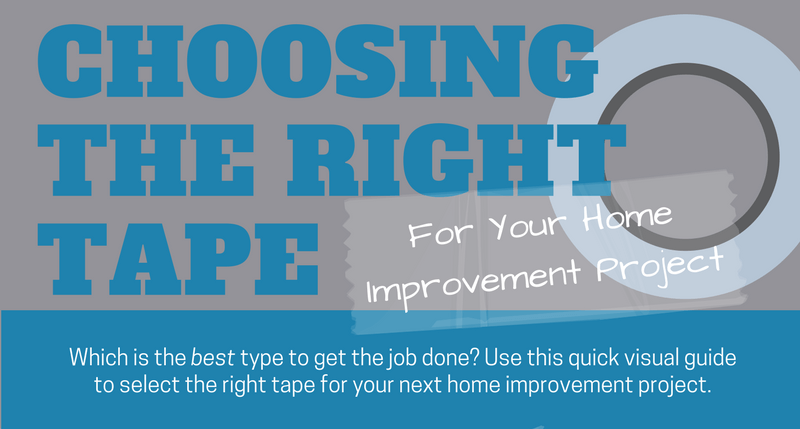 CHOOSING
THE RIGHT
TAPE
For Your Home
Improvement Project
Which is the best type to get the job done? Use this quick visual guide
to select the right tape for your next home improvement project.